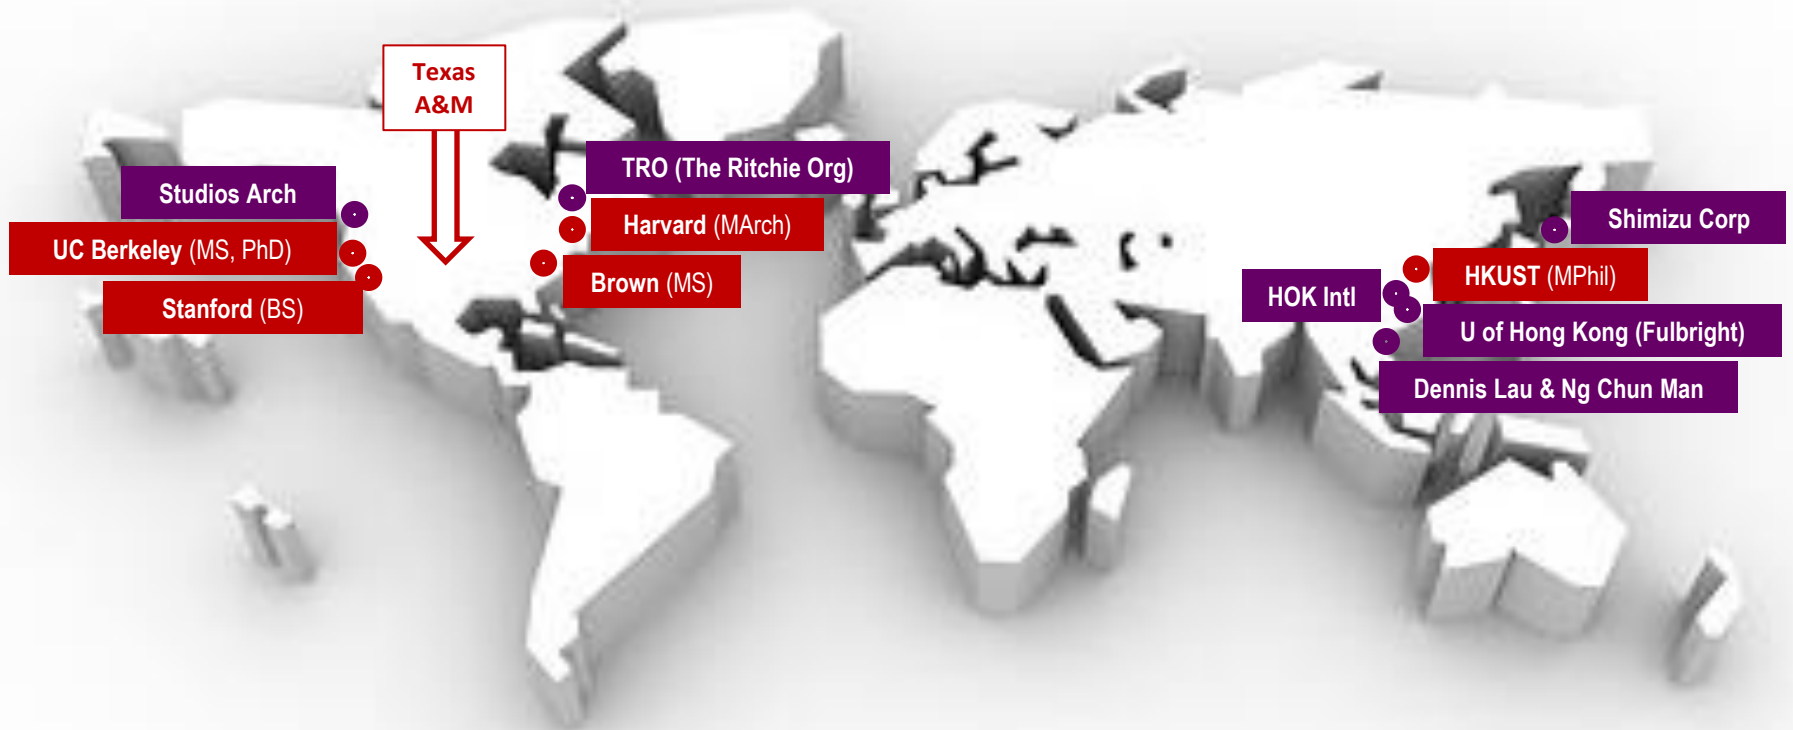 Texas
A&M
TRO (The Ritchie Org)
Studios Arch
Harvard (MArch)
Shimizu Corp
UC Berkeley (MS, PhD)
Brown (MS)
HKUST (MPhil)
Stanford (BS)
HOK Intl
U of Hong Kong (Fulbright)
Dennis Lau & Ng Chun Man